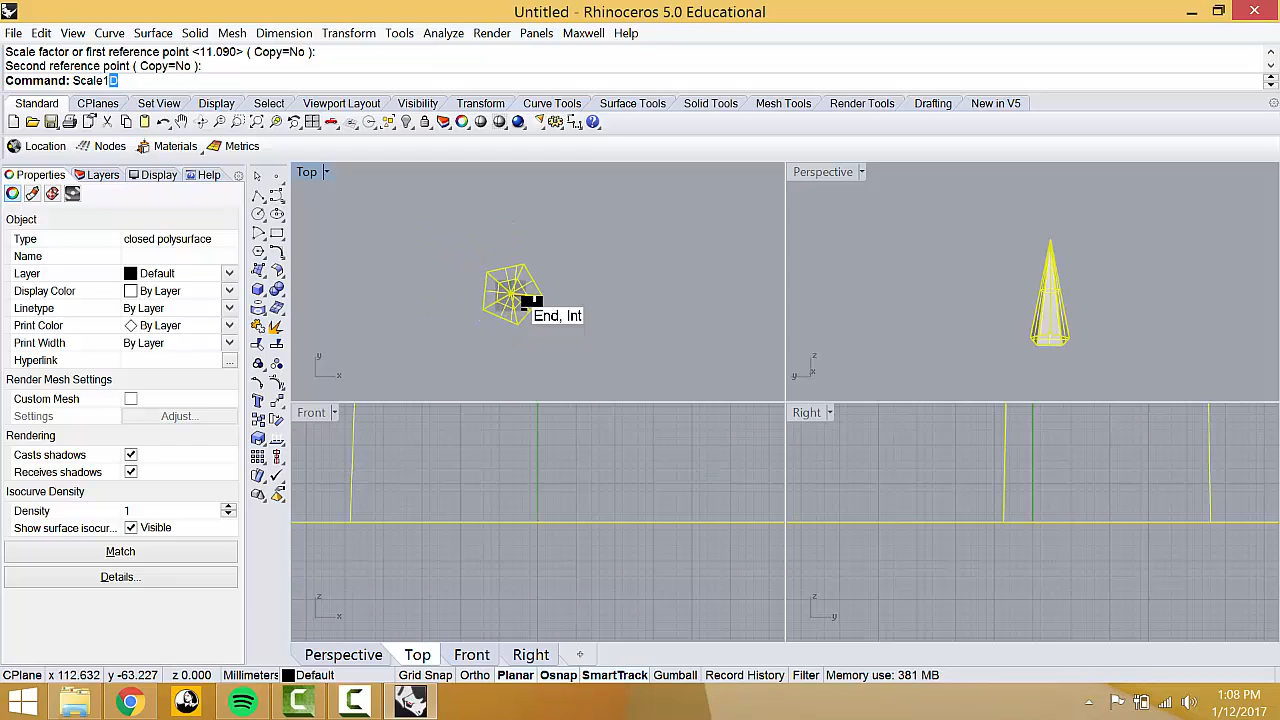 Untitled - Rhinoceros 5.0 Educational
File Edit View Curve Surface Solid Mesh Dimension Transform Tools Analyze Render Panels Maxwell Help
Scale factor or first reference point <11.090> ( Copy=No ):
Second reference point ( Copy=No ):
Command: Scale1D
Standard CPlanes Set View Display Select Viewport Layout Visibility Transform Curve Tools Surface Tools Solid Tools Mesh Tools Render Tools Drafting New in V5
Location Nodes Materials Metrics
Properties Layers Display Help
Top
Perspective
Object
Type closed polysurface
Name
Layer Default
Display Color By Layer
Linetype By Layer
Print Color By Layer
Print Width By Layer
Hyperlink ...
Render Mesh Settings
Custom Mesh
Settings Adjust...
Rendering
Casts shadows
Receives shadows
Isocurve Density
Density 1
Show surface isocur... Visible
Match
Details...
End, Int
y
x
z
y x
Front
Right
z
x
z
y
Perspective Top Front Right
CPlane x 112.632 y -63.227 z 0.000 Millimeters Default Grid Snap Ortho Planar Osnap SmartTrack Gumball Record History Filter Memory use: 381 MB
1:08 PM
1/12/2017